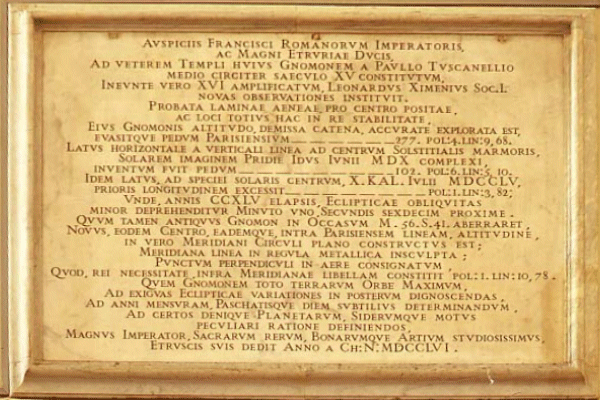 AVSPICIIS FRANCISCI ROMANORVM IMPERATORIS,
AC MAGNI ETRVRIAE DVCIS,
AD VETEREM TEMPLI HVIVS GNOMONEM A PAVLLO TVSCANELLIO
MEDIO CIRCITER SAECVLO XV CONSTITVTVM,
INEVNTE VERO XVI AMPLIFICATVM, LEONARDVS XIMENIVS SOC. I.
NOVAS OBSERVATIONES INSTITVIT.
PROBATA LAMINAE AENEAE, PRO CENTRO POSITAE,
AC LOCI TOTIVS HAC IN RE STABILITATE,
EIVS GNOMONIS ALTITVDO, DEMISSA CATENA, ACCVRATE EXPLORATA EST,
EVASITQVE PEDVM PARISIENSIVM 277. POL: 4. LIN: 9, 68.
LATVS HORIZONTALE A VERTICALI LINEA AD CENTRVM SOLSTITIALIS MARMORIS,
SOLAREM IMAGINEM PRIDIE IDVS IVNII MDX COMPLEXI,
INVENTVM FVIT PEDVM 102. POL: 6. LIN: 5, 10.
IDEM LATVS, AD SPECIEI SOLARIS CENTRVM, X. KAL. IVLII MDCCLV,
PRIORIS LONGITVDINEM EXCESSIT POL: 1. LIN: 3, 82;
VNDE, ANNIS CCXLV ELAPSIS, ECLIPTICAE OBLIQVITAS
MINOR DEPREHENDITVR MINVTO VNO, SECVNDIS SEXDECIM PROXIME.
QVVM TAMEN ANTIQVVS GNOMON IN OCCASVM M. 56. S. 41. ABERRARET,
NOVVS, EODEM CENTRO, EADEMQVE, INTRA PARISIENSEM LINEAM, ALTITVDINE,
IN VERO MERIDIANI CIRCVLI PLANO CONSTRVCTVS EST;
MERIDIANA LINEA IN REGVLA METALLICA INSCVLPTA;
PVNCTVM PERPENDICVLI IN AERE CONSIGNATVM,
QVOD, REI NECESSITATE, INFRA MERIDIANAE LIBELLAM CONSTITIT POL: 1. LIN: 10, 78.
QVEM GNOMONEM TOTO TERRARVM ORBE MAXIMVM,
AD EXIGVAS ECLIPTICAE VARIATIONES IN POSTERVM DIGNOSCENDAS,
AD ANNI MENSVRAM, PASCHATISQVE DIEM SVBTILIVS DETERMINANDVM,
AD CERTOS DENIQVE PLANETARVM, SIDERVMQVE MOTVS
PECVLIARI RATIONE DEFINIENDOS,
MAGNVS IMPERATOR, SACRARVM RERVM, BONARVMQVE ARTIVM STVDIOSISSIMVS,
ETRVSCIS SVIS DEDIT ANNO A CH: N: MDCCLVI.